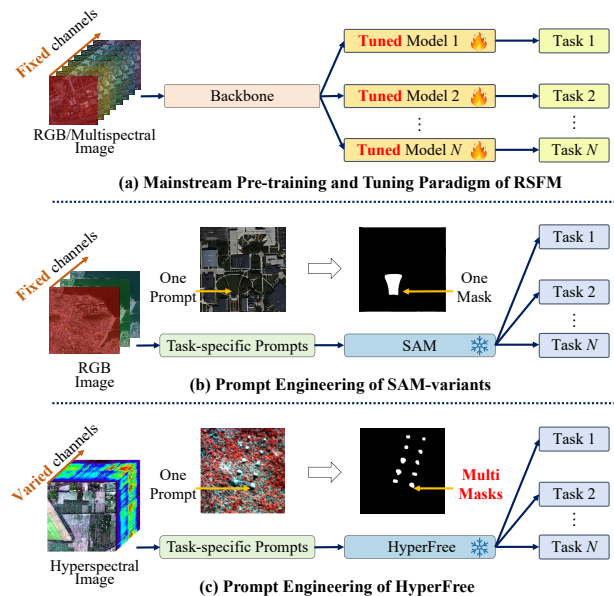 Fixed channels
RGB/Multispectral
Image
Backbone
Tuned Model 1
Task 1
Tuned Model 2
Task 2
⋮
⋮
Tuned Model N
Task N
(a) Mainstream Pre-training and Tuning Paradigm of RSFM
Fixed channels
RGB
Image
One
Prompt
One
Mask
Task-specific Prompts
SAM
Task 1
Task 2
⋮
Task N
(b) Prompt Engineering of SAM-variants
Varied channels
Hyperspectral
Image
One
Prompt
Multi
Masks
Task-specific Prompts
HyperFree
Task 1
Task 2
⋮
Task N
(c) Prompt Engineering of HyperFree